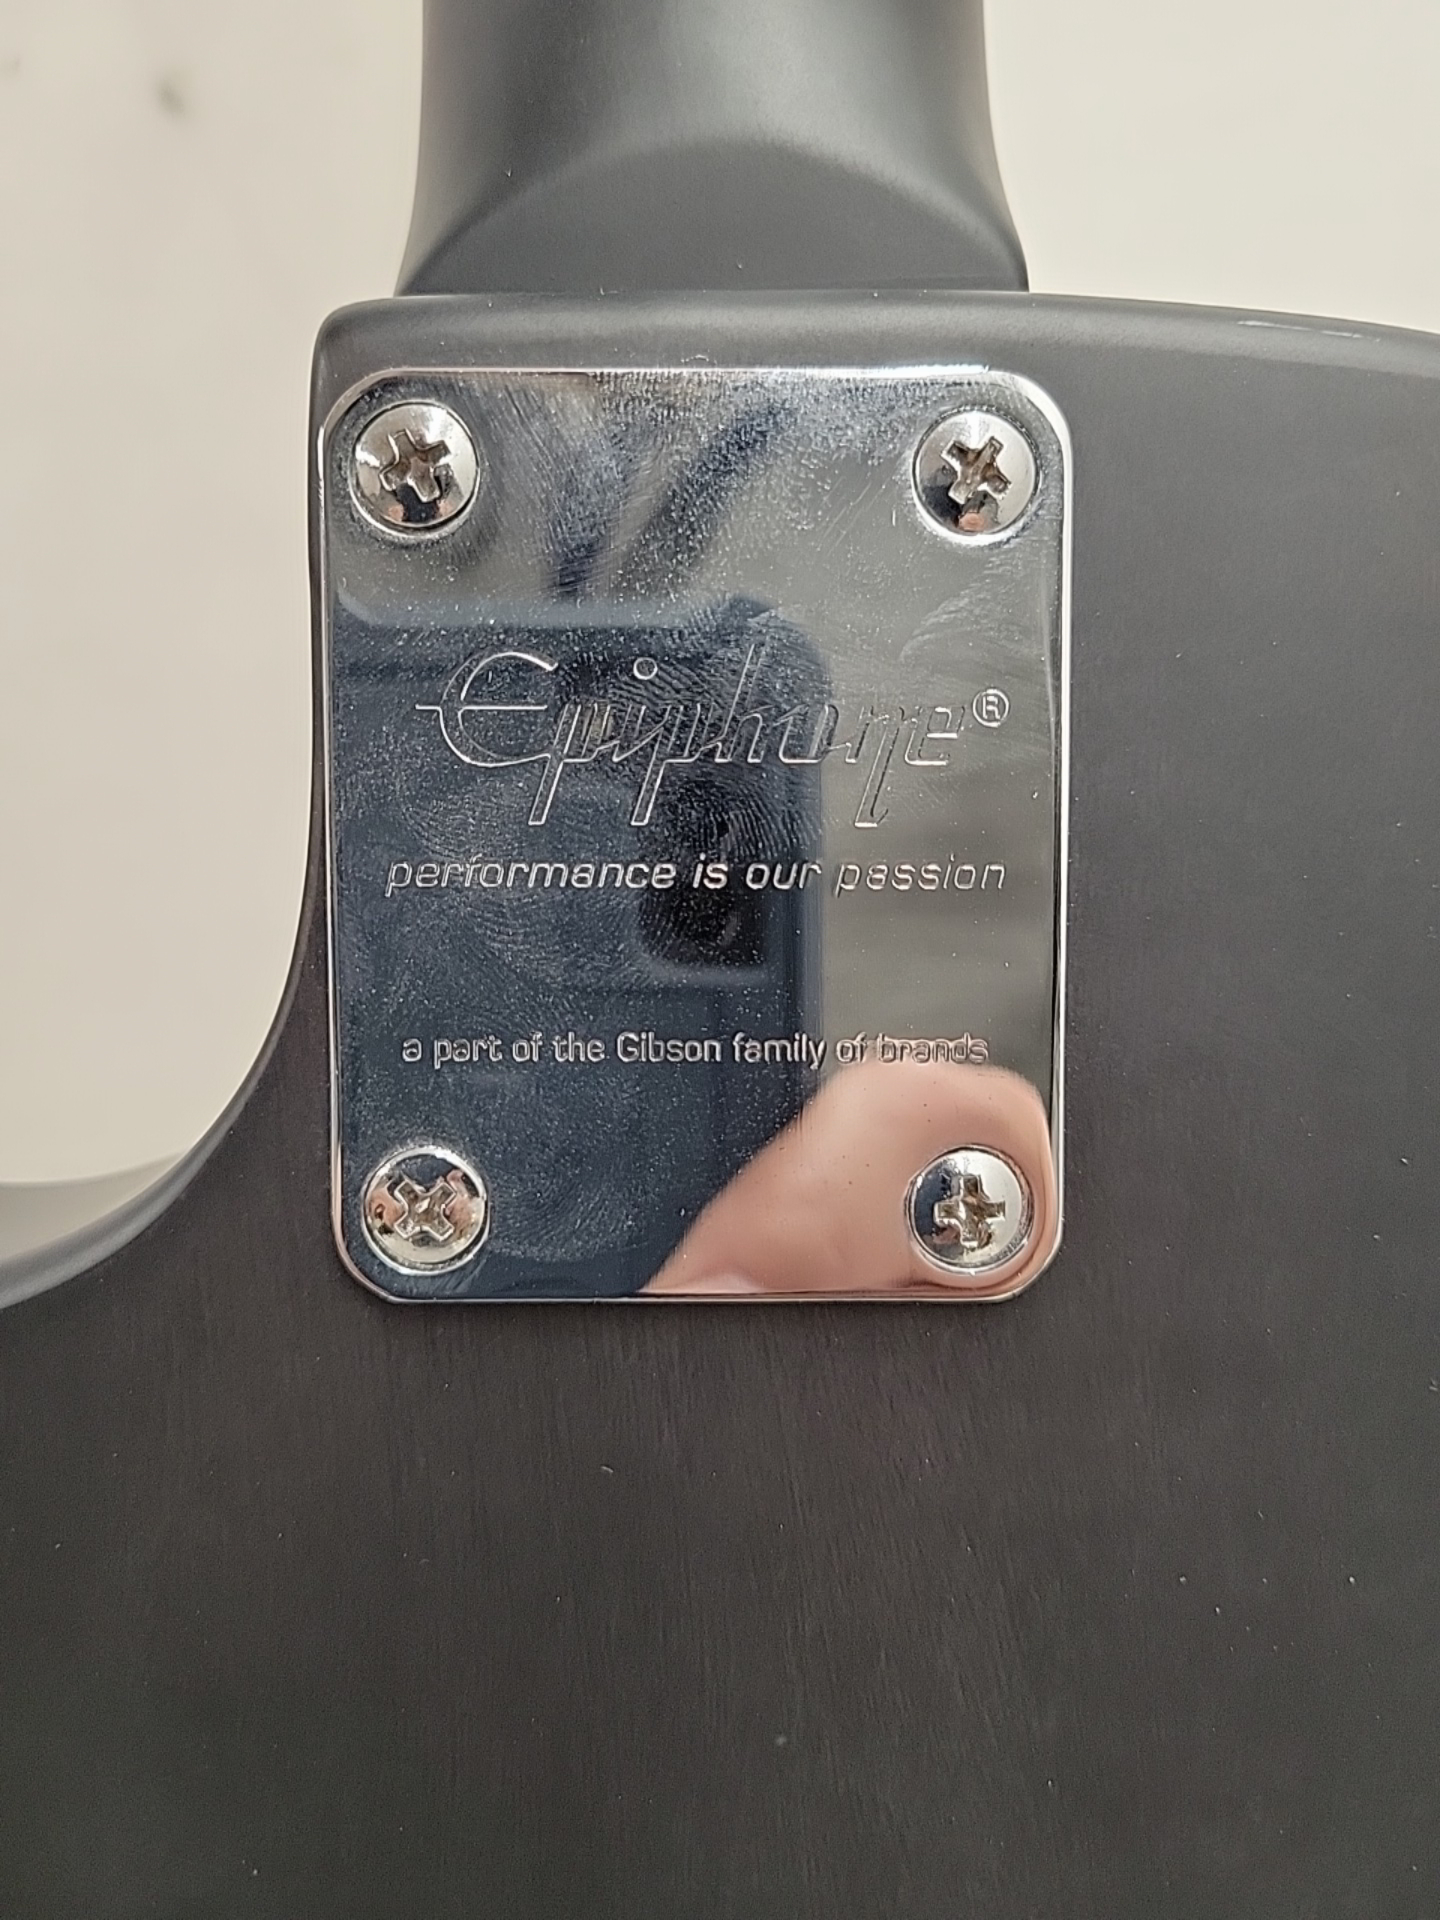 Epiphone®
performance is our passion
a part of the Gibson family of brands